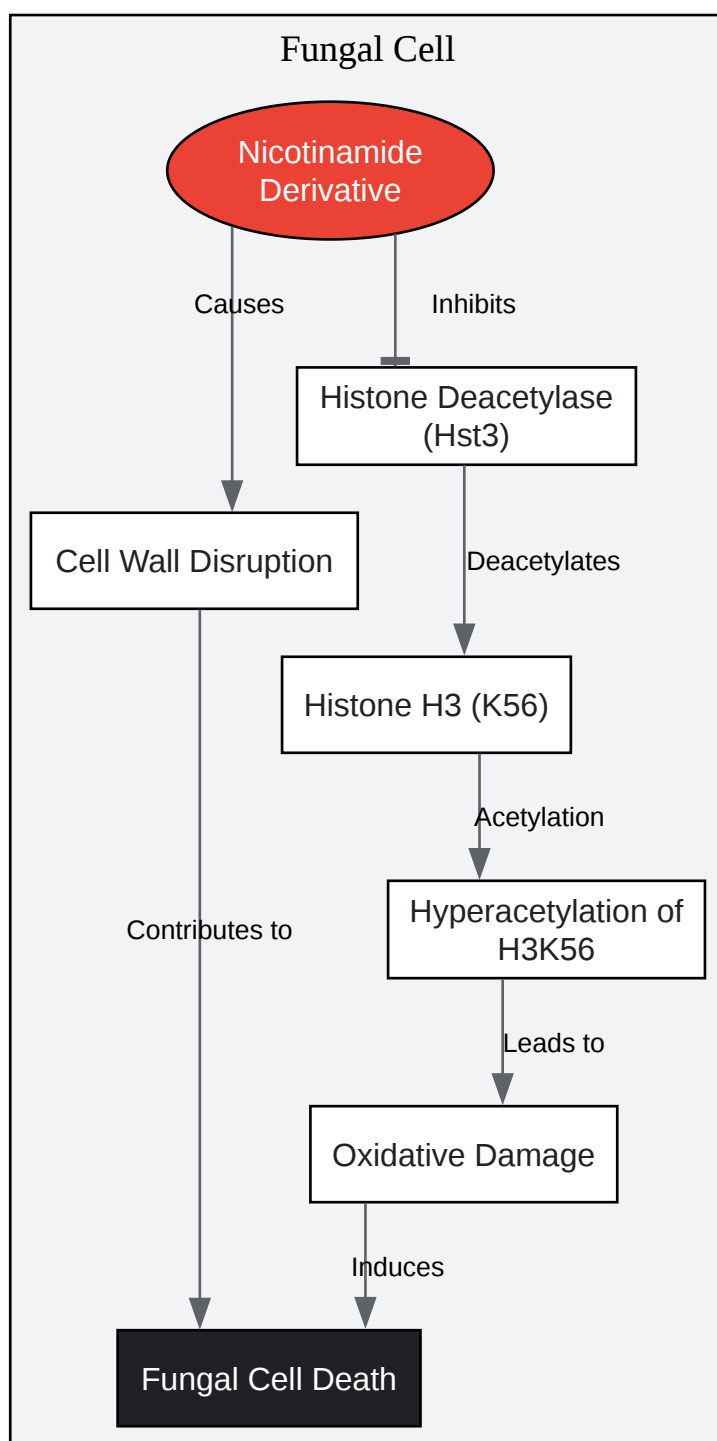 Fungal Cell
Nicotinamide
Derivative
Causes
Inhibits
Histone Deacetylase
(Hst3)
Cell Wall Disruption
Deacetylates
Histone H3 (K56)
Acetylation
Hyperacetylation of
H3K56
Contributes to
Leads to
Oxidative Damage
Induces
Fungal Cell Death